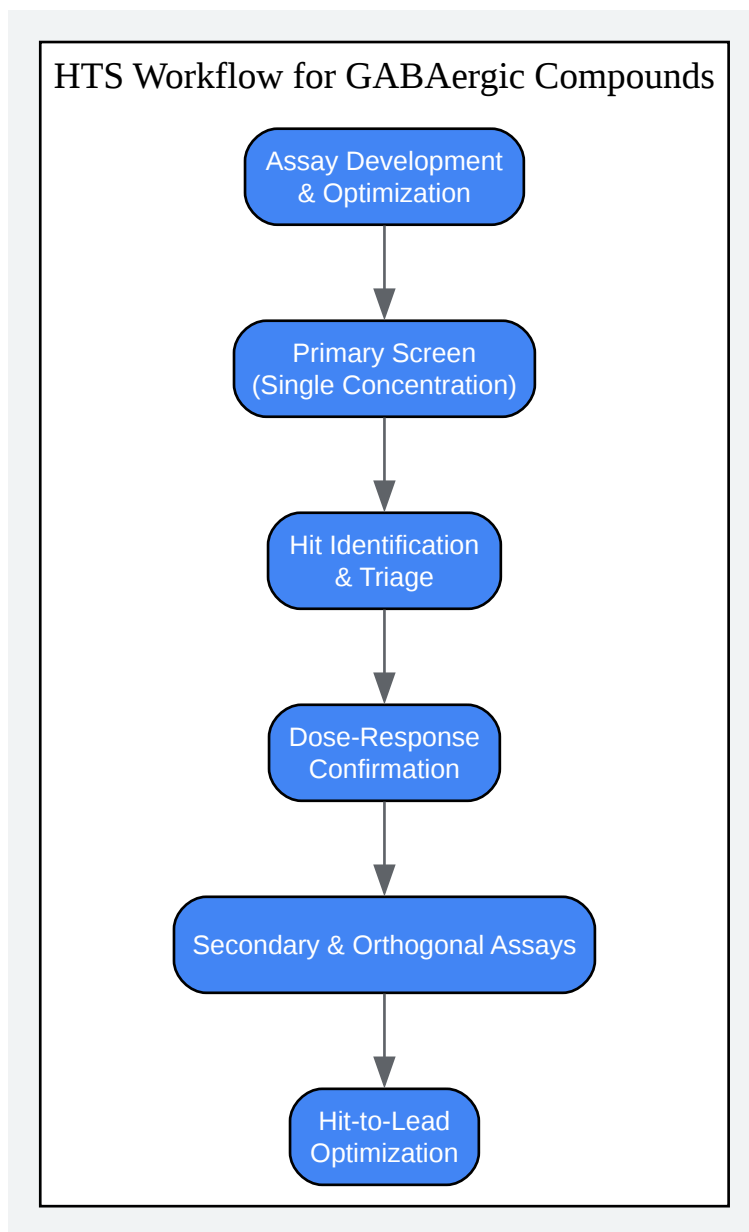 HTS Workflow for GABAergic Compounds
Assay Development
& Optimization
Primary Screen
(Single Concentration)
Hit Identification
& Triage
Dose-Response
Confirmation
Secondary & Orthogonal Assays
Hit-to-Lead
Optimization